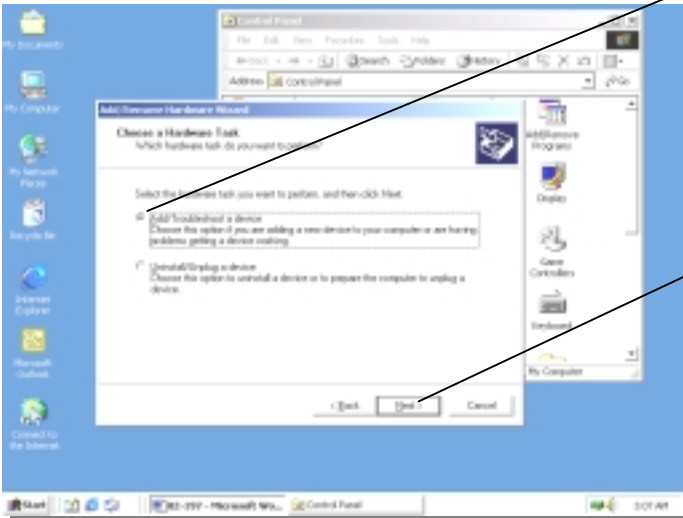 Control Panel
File Edit View Favorites Tools Help
Back Search Folders History
Address Control Panel Go
My Documents
My Computer
My Network
Places
Recycle Bin
Internet
Explorer
Microsoft
Outlook
Connect to
the Internet
Add/Remove Hardware Wizard
Choose a Hardware Task
Which hardware task do you want to perform?
Select the hardware task you want to perform, and then click Next.
Add/Troubleshoot a device
Choose this option if you are adding a new device to your computer or are having
problems getting a device working.
Uninstall/Unplug a device
Choose this option to uninstall a device or to prepare the computer to unplug a
device.
< Back Next > Cancel
Add/Remove
Programs
Display
Game
Controllers
Keyboard
My Computer
Start - Microsoft Wo... Control Panel AM